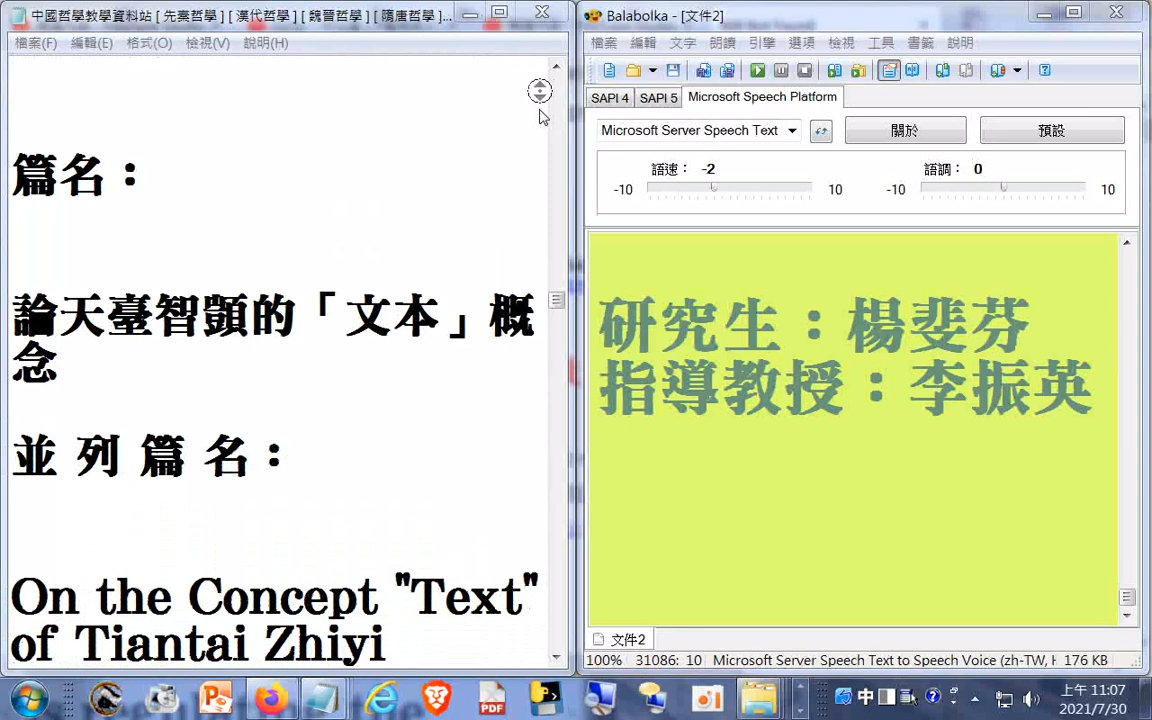 中國哲學教學資料站 [ 先秦哲學 ] [ 漢代哲學 ] [ 魏晉哲學 ] [ 隋唐哲學 ]...
檔案(F) 編輯(E) 格式(O) 檢視(V) 說明(H)
篇名：
論天臺智顗的「文本」概
念
並 列 篇 名：
On the Concept "Text"
of Tiantai Zhiyi
Balabolka - [文件2]
檔案 編輯 文字 朗讀 引擎 選項 檢視 工具 書籤 說明
SAPI 4 SAPI 5 Microsoft Speech Platform
Microsoft Server Speech Text 關於 預設
語速： -2 語調： 0
-10 10 -10 10
研究生：楊斐芬
指導教授：李振英
文件2
100% 31086: 10 Microsoft Server Speech Text to Speech Voice (zh-TW, H 176 KB
PDF
中
上午 11:07
2021/7/30